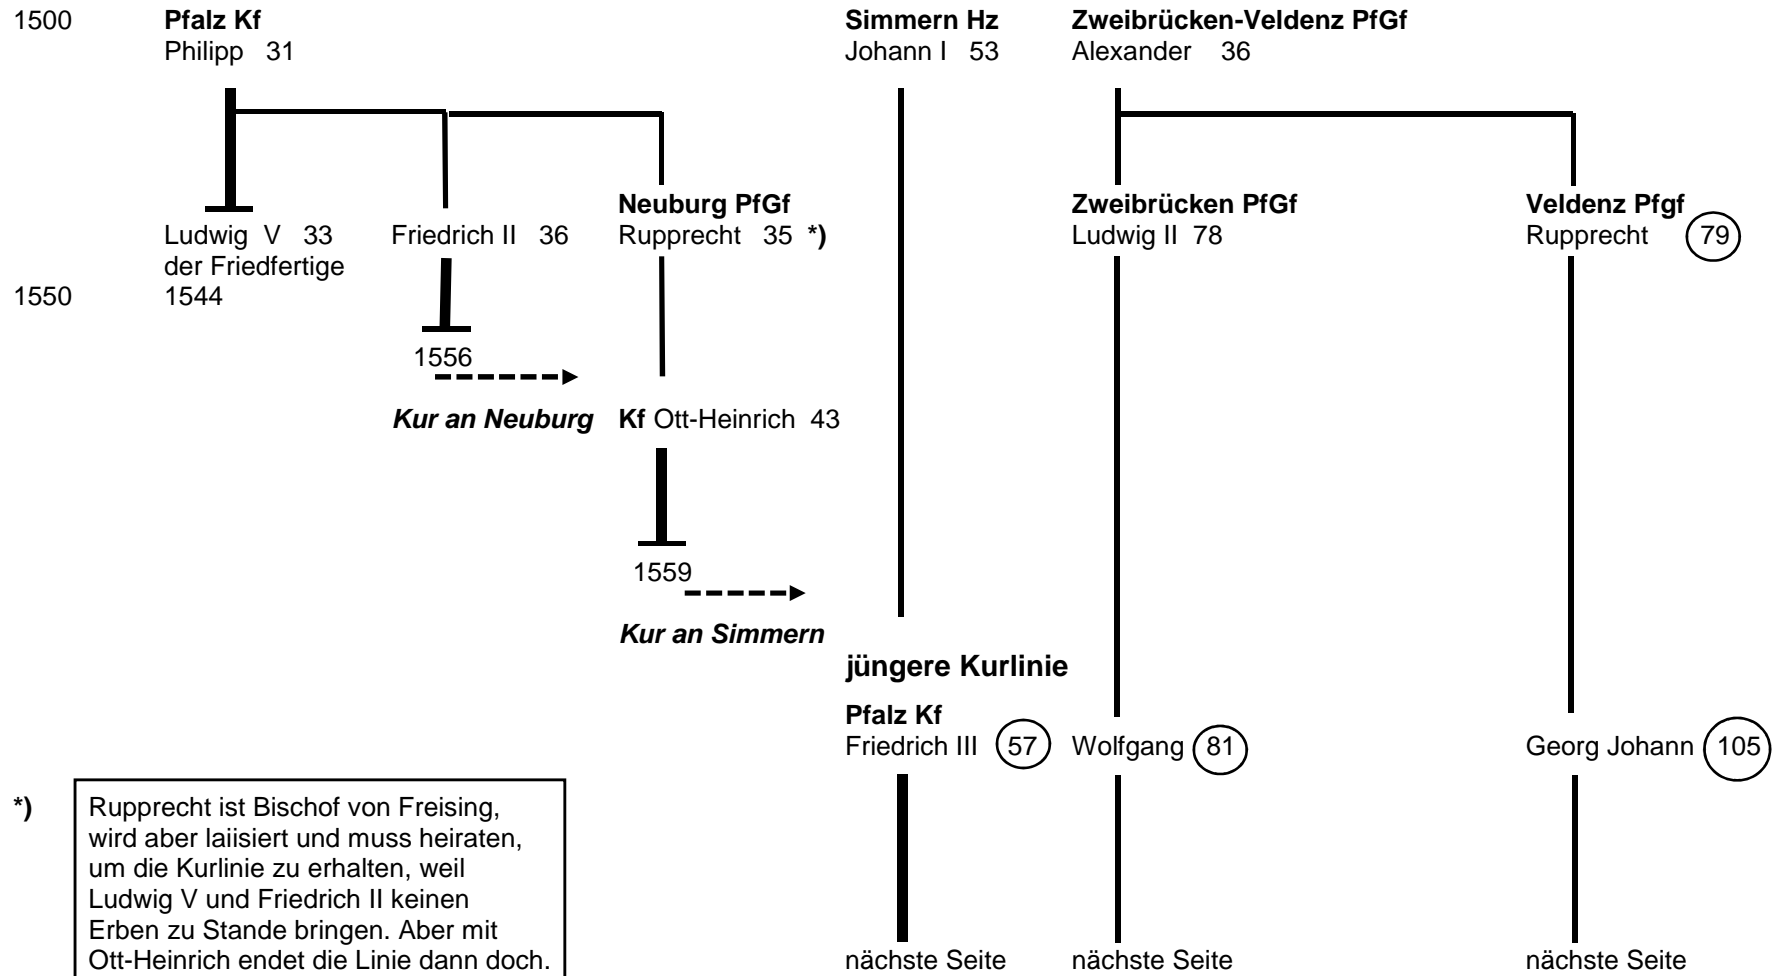 1500 Pfalz Kf Simmern Hz Zweibrücken-Veldenz PfGf
Philipp 31 Johann I 53 Alexander 36
Neuburg PfGf Zweibrücken PfGf Veldenz Pfgf
Ludwig V 33 Friedrich II 36 Rupprecht 35 *) Ludwig II 78 Rupprecht 79
der Friedfertige
1550 1544
1556
Kur an Neuburg Kf Ott-Heinrich 43
1559
Kur an Simmern
jüngere Kurlinie
Pfalz Kf
Friedrich III 57 Wolfgang 81 Georg Johann 105
*) Rupprecht ist Bischof von Freising,
wird aber laiisiert und muss heiraten,
um die Kurlinie zu erhalten, weil
Ludwig V und Friedrich II keinen
Erben zu Stande bringen. Aber mit
Ott-Heinrich endet die Linie dann doch.
nächste Seite nächste Seite nächste Seite